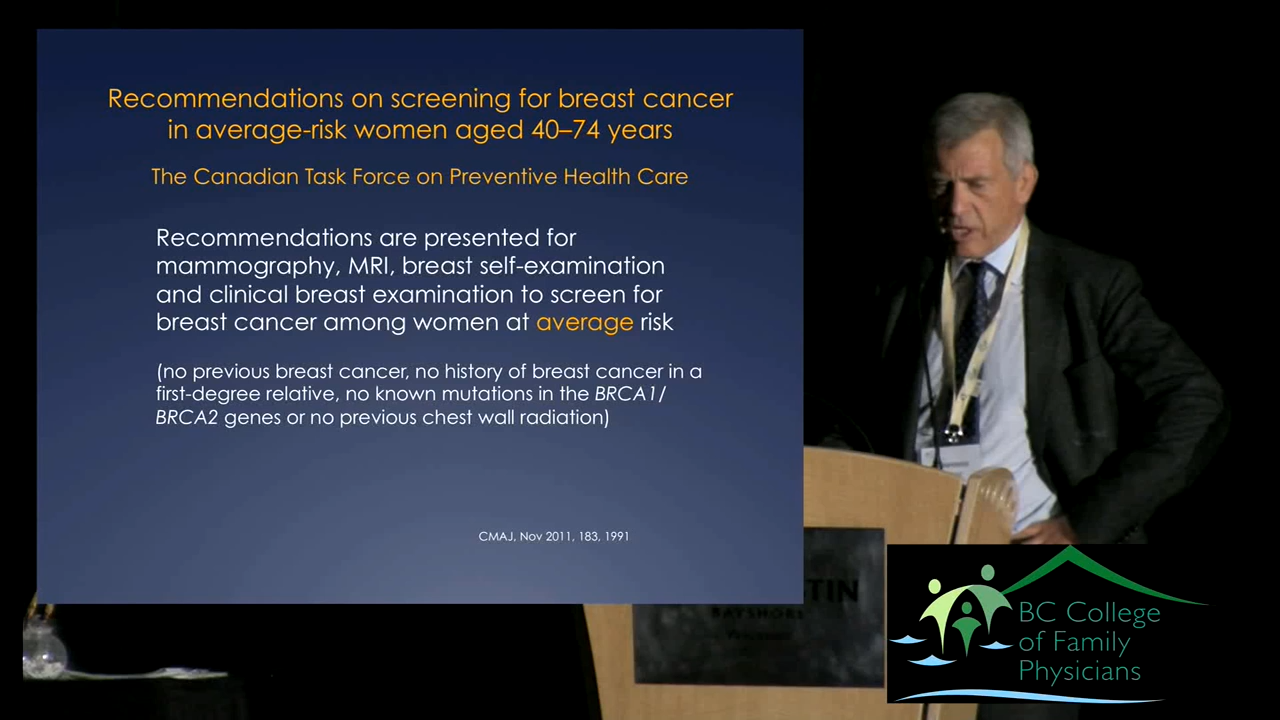 Recommendations on screening for breast cancer
in average-risk women aged 40–74 years
The Canadian Task Force on Preventive Health Care
Recommendations are presented for
mammography, MRI, breast self-examination
and clinical breast examination to screen for
breast cancer among women at average risk
(no previous breast cancer, no history of breast cancer in a
first-degree relative, no known mutations in the BRCA1/
BRCA2 genes or no previous chest wall radiation)
CMAJ, Nov 2011, 183, 1991
TIN
BAYSHORE
BC College
of Family
Physicians